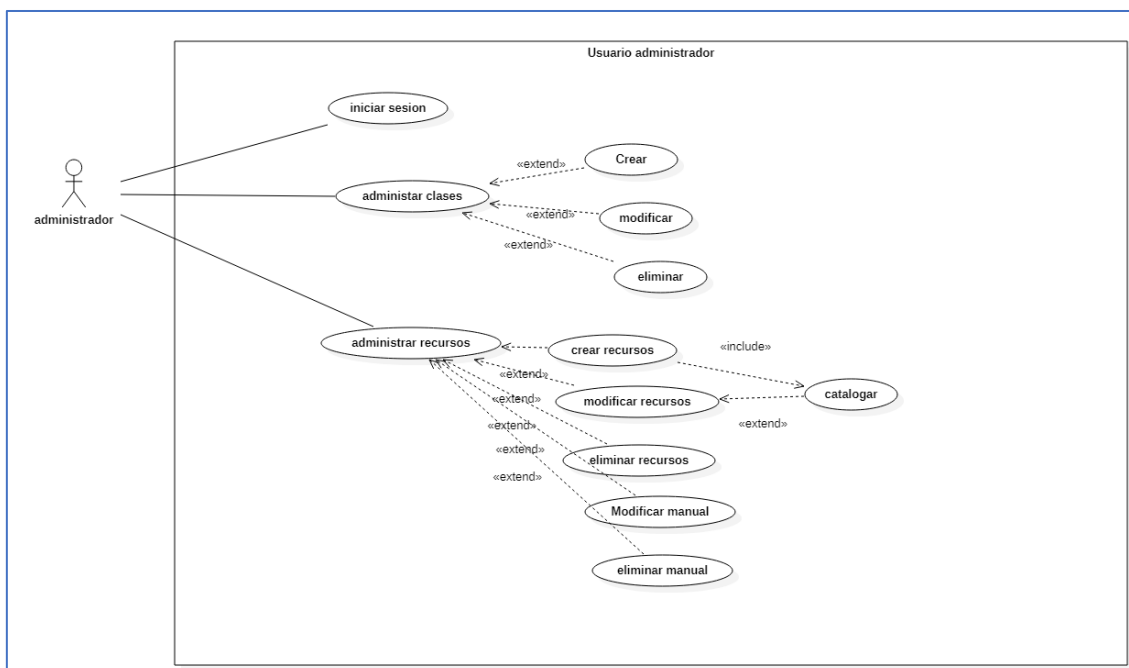 Usuario administrador
iniciar sesion
administrador
administar clases
«extend»
Crear
«extend»
modificar
«extend»
eliminar
administrar recursos
crear recursos
«include»
«extend»
modificar recursos
catalogar
«extend»
«extend»
«extend»
eliminar recursos
«extend»
«extend»
Modificar manual
eliminar manual